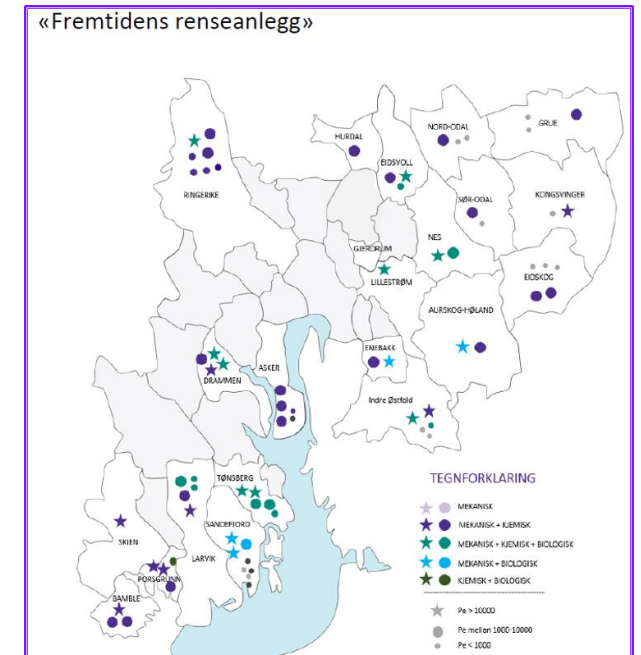 «Fremtidens renseanlegg»
HURDAL
NORD-ODAL
GRUE
EIDSVOLL
RINGERIKE
SØR-ODAL
KONGSVINGER
NES
GJERDRUM
LILLESTRØM
EIDSKOG
AURSKOG-HØLAND
ENEBAKK
ASKER
DRAMMEN
Indre Østfold
TØNSBERG
TEGNFORKLARING
MEKANISK
MEKANISK + KJEMISK
SANDEFJORD
MEKANISK + KJEMISK + BIOLOGISK
SKIEN
LARVIK
MEKANISK + BIOLOGISK
PORSGRUNN
KJEMISK + BIOLOGISK
BAMBLE
Pe > 10000
Pe mellan 1000-10000
Pe < 1000